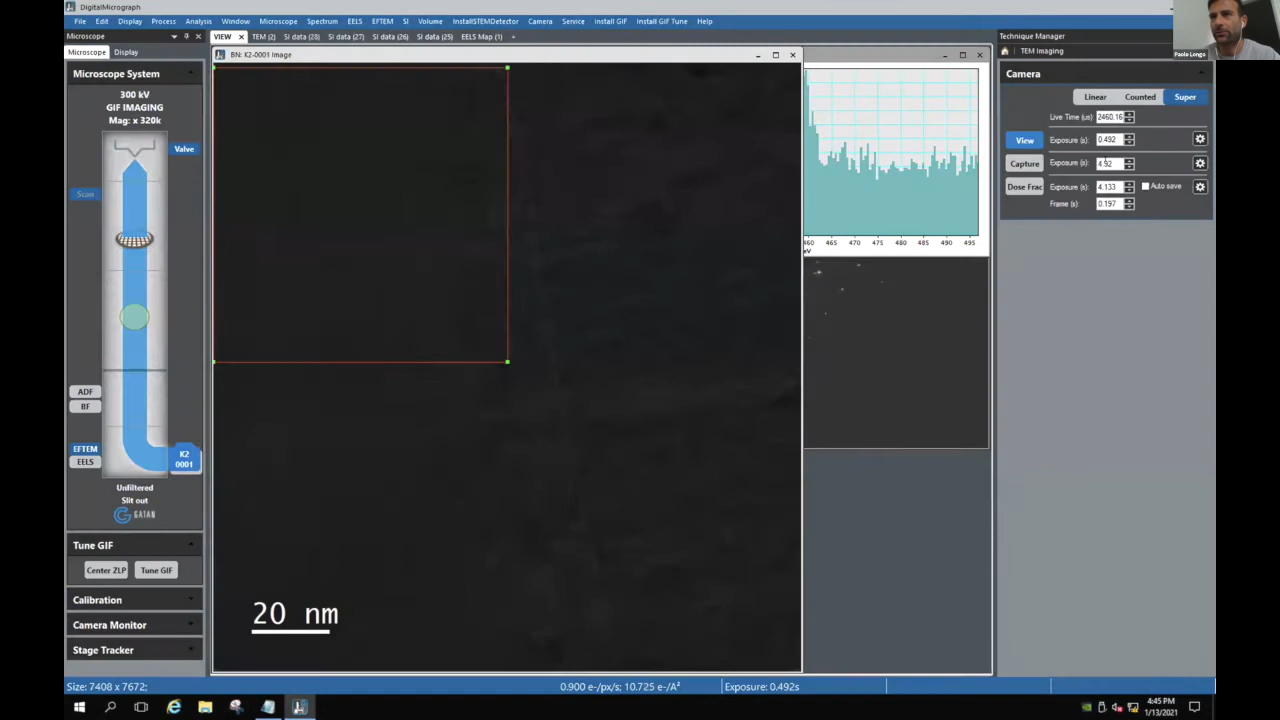 DigitalMicrograph
File Edit Display Process Analysis Window Microscope Spectrum EELS EFTEM SI Volume InstallSTEMDetector Camera Service Install GIF Install GIF Tune Help
Microscope
VIEW TEM (2) SI data (28) SI data (27) SI data (26) SI data (25) EELS Map (1)
Technique Manager
Paolo Longo
Microscope Display
BN: K2-0001 Image
TEM Imaging
Microscope System
Camera
300 kV
GIF IMAGING
Mag: x 320k
Linear Counted Super
Live Time (us): 2460.16
Valve
View Exposure (s): 0.492
Capture Exposure (s): 4.92
Dose Frac Exposure (s): 4.133 Auto save
Frame (s): 0.197
Scan
460 465 470 475 480 485 490 495
eV
ADF
BF
EFTEM
EELS
K2
0001
Unfiltered
Slit out
GATAN
Tune GIF
Center ZLP Tune GIF
Calibration
Camera Monitor
Stage Tracker
20 nm
Size: 7408 x 7672; 0.900 e-/px/s; 10.725 e-/A² Exposure: 0.492s
4:45 PM
1/13/2021